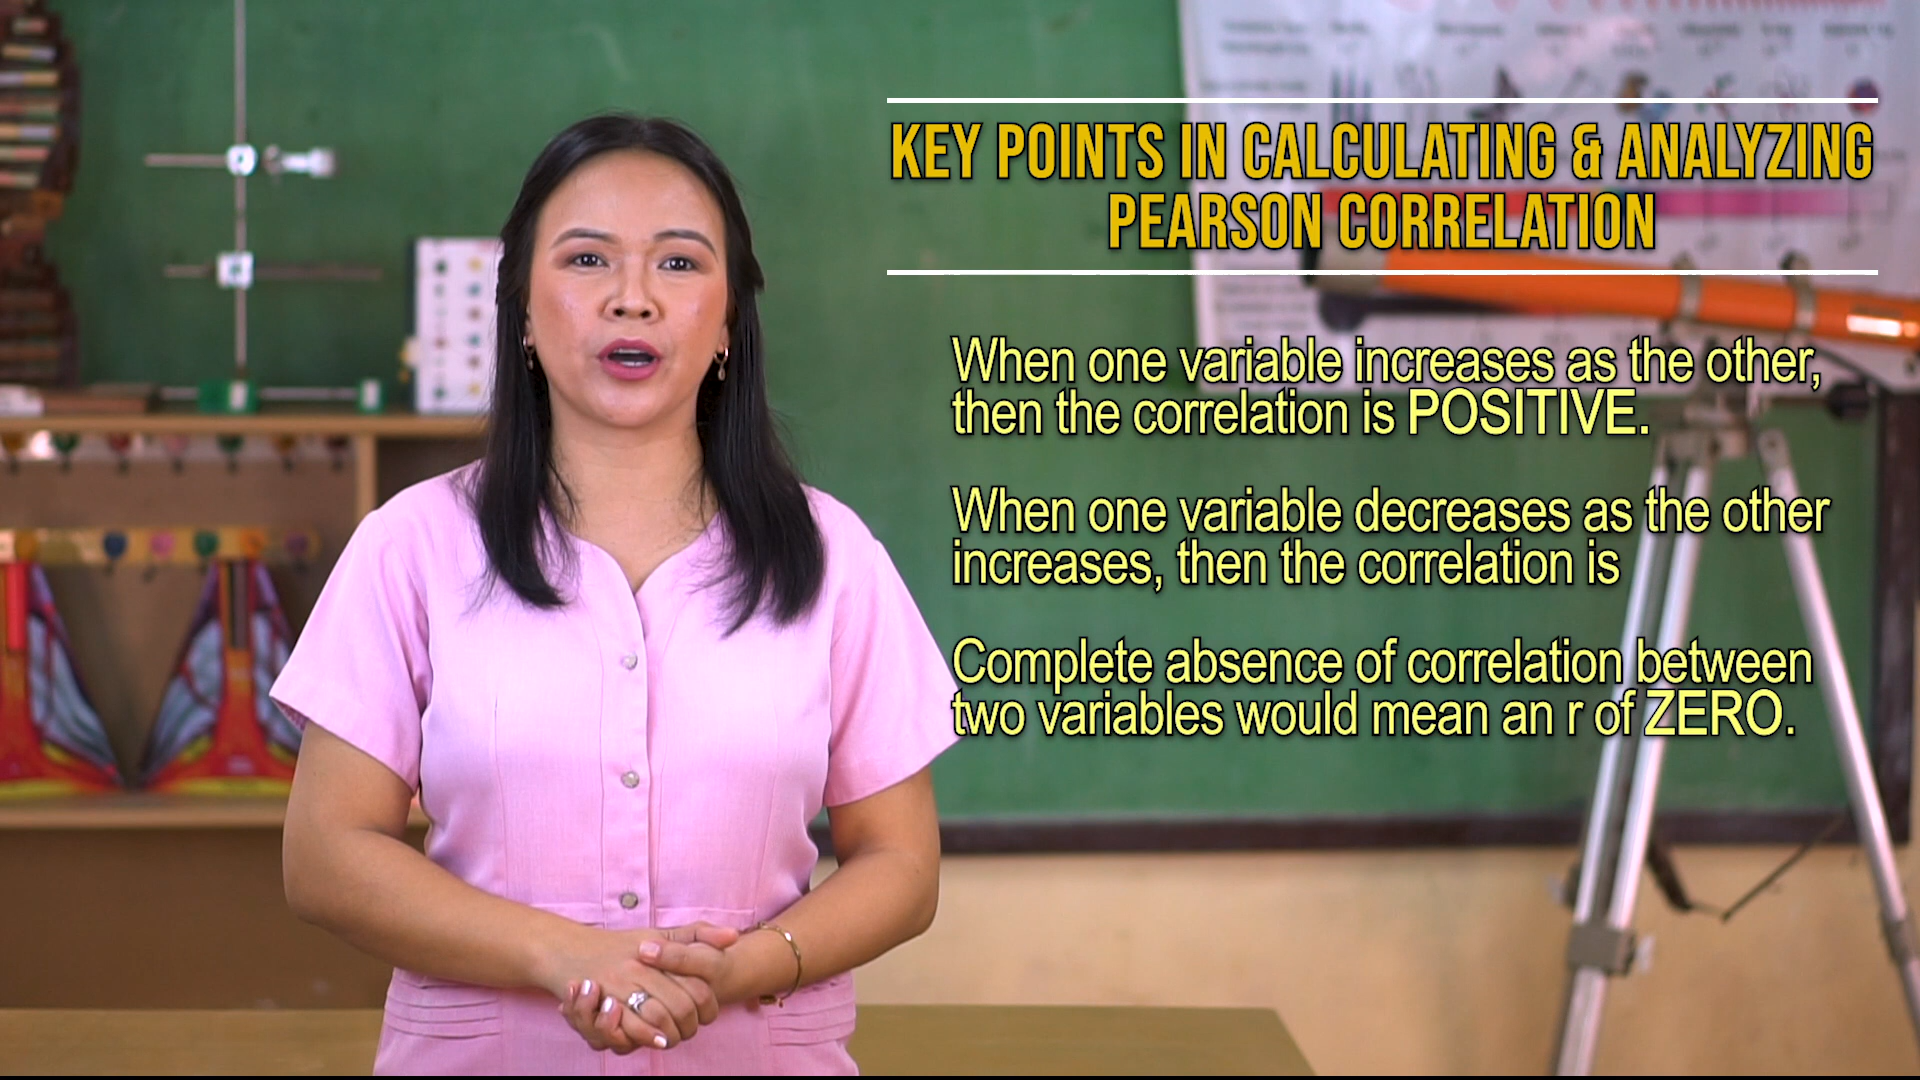 KEY POINTS IN CALCULATING & ANALYZING
PEARSON CORRELATION
When one variable increases as the other,
then the correlation is POSITIVE.
When one variable decreases as the other
increases, then the correlation is
Complete absence of correlation between
two variables would mean an r of ZERO.